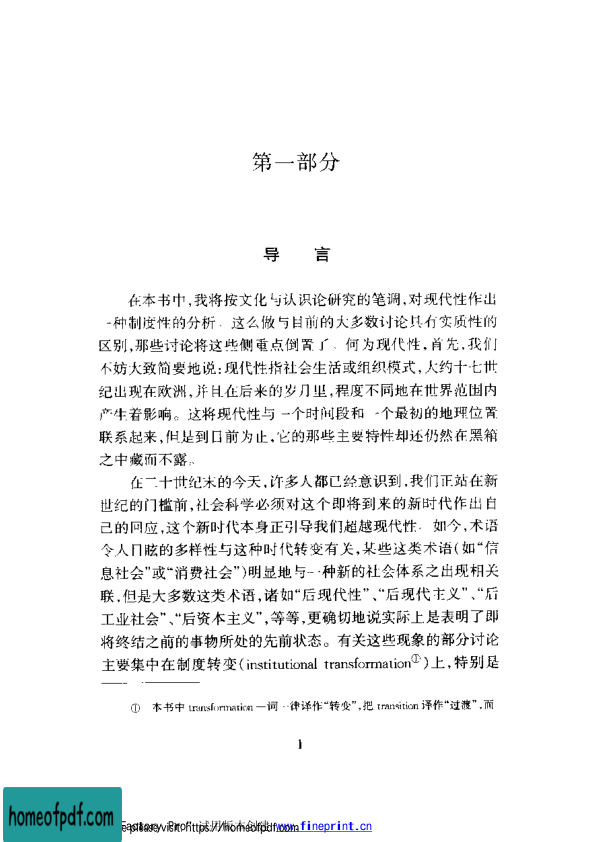 第一部分
导 言
在本书中,我将按文化与认识论研究的笔调,对现代性作出
一种制度性的分析。这么做与目前的大多数讨论具有实质性的
区别,那些讨论将这些侧重点倒置了。何为现代性,首先,我们
不妨大致简要地说:现代性指社会生活或组织模式,大约十七世
纪出现在欧洲,并且在后来的岁月里,程度不同地在世界范围内
产生着影响。这将现代性与一个时间段和一个最初的地理位置
联系起来,但是到目前为止,它的那些主要特性却还仍然在黑箱
之中藏而不露。
在二十世纪末的今天,许多人都已经意识到,我们正站在新
世纪的门槛前,社会科学必须对这个即将到来的新时代作出自
己的回应,这个新时代本身正引导我们超越现代性。如今,术语
令人目眩的多样性与这种时代转变有关,某些这类术语(如“信
息社会”或“消费社会”)明显地与一种新的社会体系之出现相关
联,但是大多数这类术语,诸如“后现代性”、“后现代主义”、“后
工业社会”、“后资本主义”,等等,更确切地说实际上是表明了即
将终结之前的事物所处的先前状态。有关这些现象的部分讨论
主要集中在制度转变(institutional transformation①)上,特别是
① 本书中 transformation 一词一律译作“转变”,把 transition 译作“过渡”,而
1
homeofpdf.com
Factory Pro" 试用版本创建 www.fineprint.cn
please visit: https://homeofpdf.com